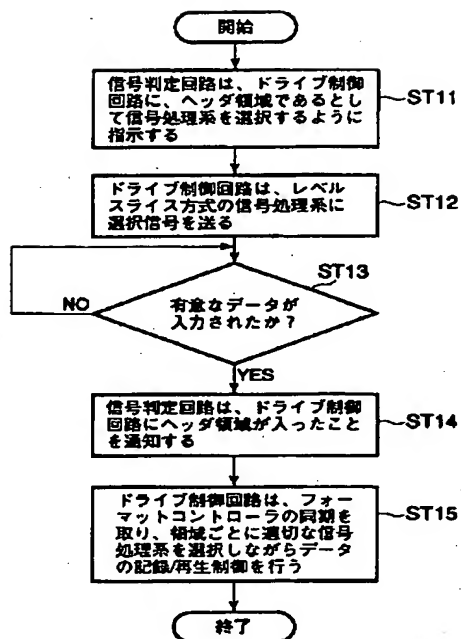 開始
信号判定回路は、ドライブ制御
回路に、ヘッダ領域であるとし
て信号処理系を選択するように
指示する
ST11
ドライブ制御回路は、レベル
スライス方式の信号処理系に
選択信号を送る
ST12
ST13
有意なデータが
入力されたか?
NO
YES
信号判定回路は、ドライブ制御
回路にヘッダ領域が入ったこと
を通知する
ST14
ドライブ制御回路は、フォー
マットコントローラの同期を
取り、領域ごとに適切な信号
処理系を選択しながらデータ
の記録/再生制御を行う
ST15
終了